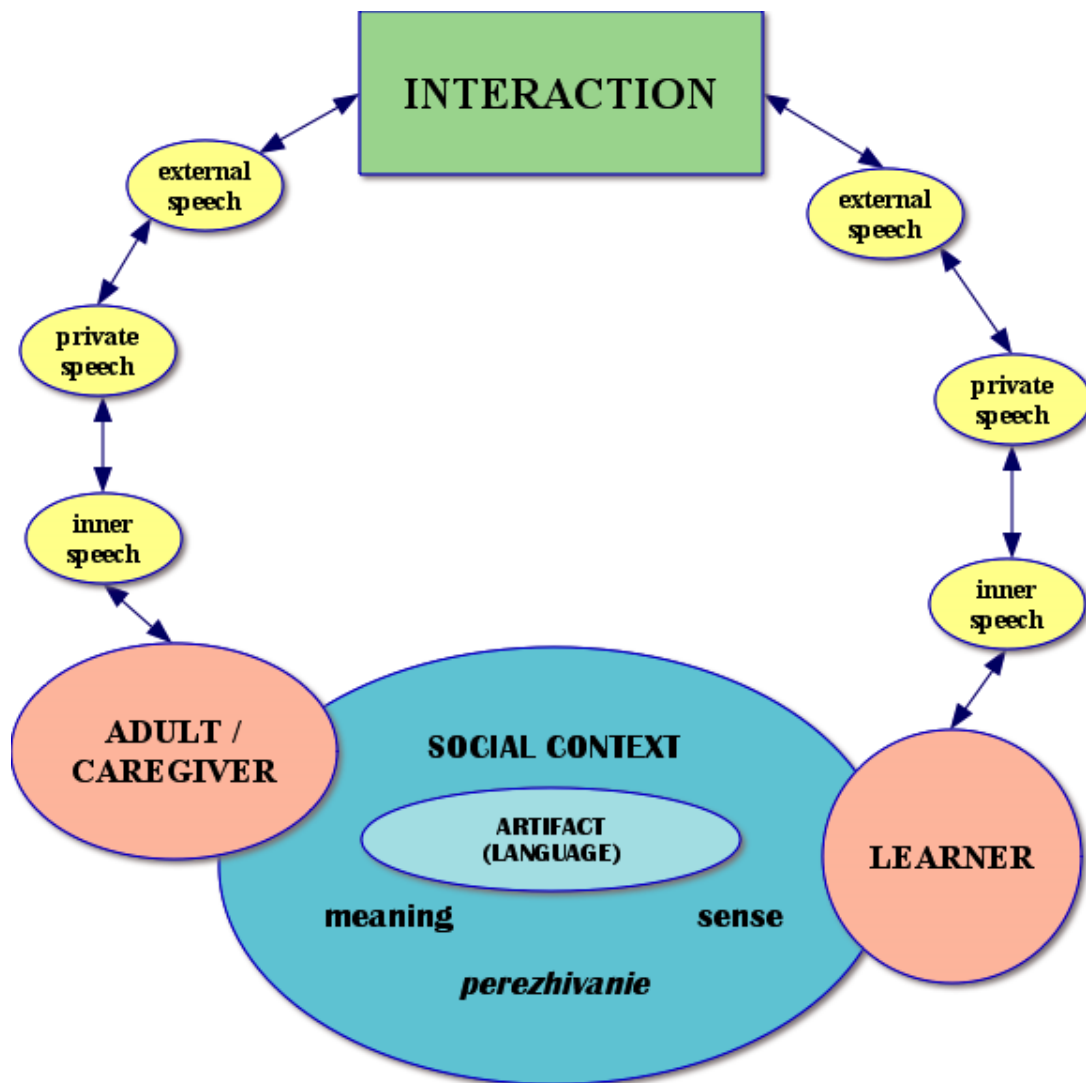 INTERACTION
external
speech
external
speech
private
speech
private
speech
inner
speech
inner
speech
ADULT /
CAREGIVER
SOCIAL CONTEXT
ARTIFACT
(LANGUAGE)
LEARNER
meaning
sense
perezhivanie